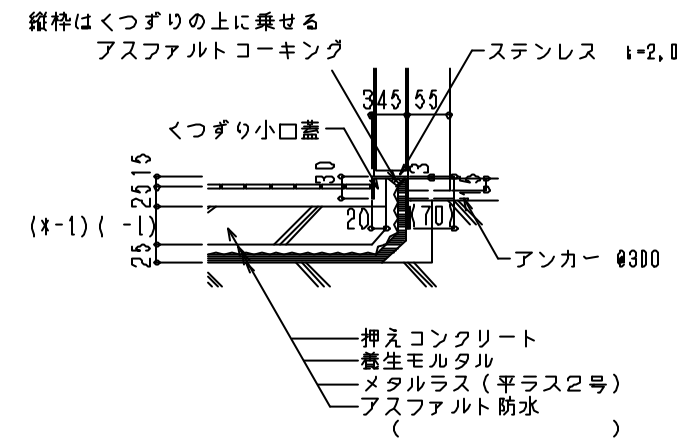 縦枠はくつずりの上に乗せる
アスファルトコーキング
ステンレス t=2,0
345 55
くつずり小口蓋
15
30
3
15
25
20 (70)
(*-1)( -1)
25
アンカー @300
押えコンクリート
養生モルタル
メタルラス(平ラス2号)
アスファルト防水
( )